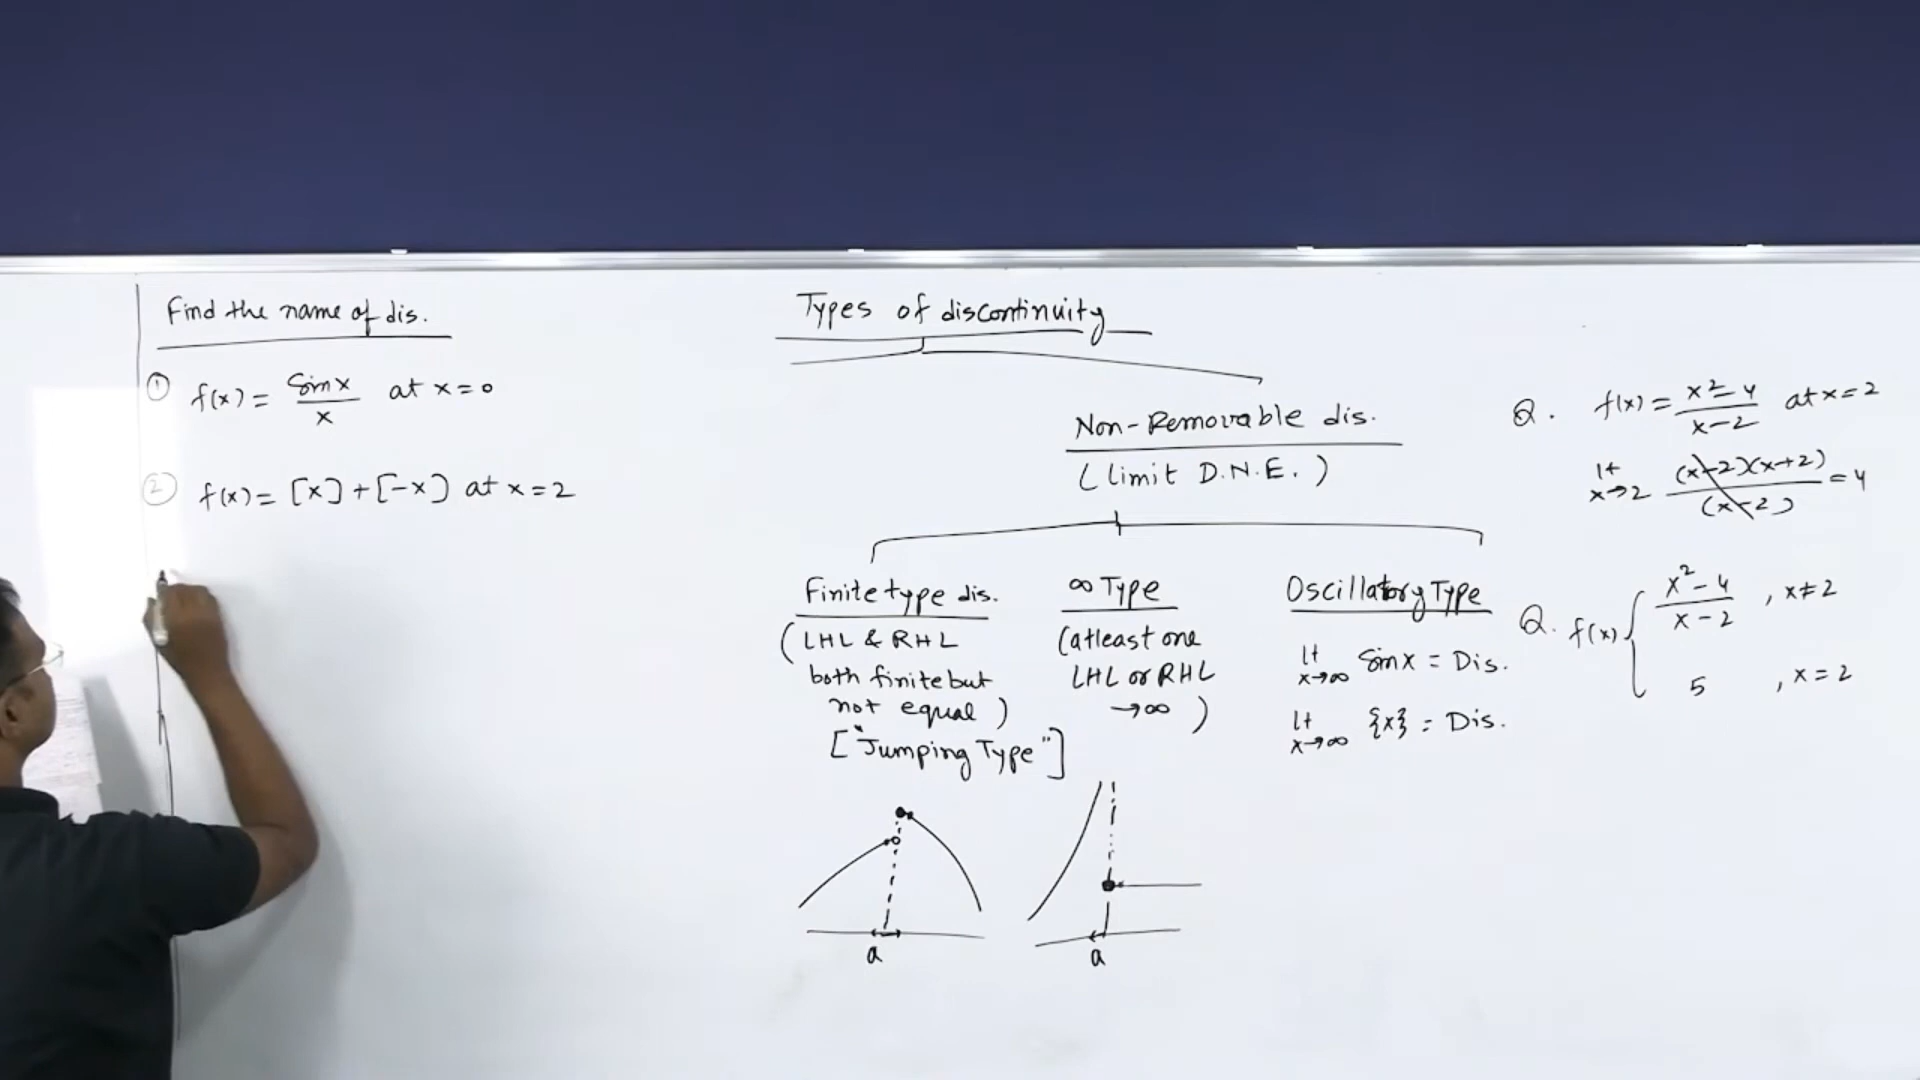 Find the name of dis.
① f(x) = Sinx/x at x=0
② f(x) = [x]+[-x] at x=2
Types of discontinuity
Non-Removable dis.
(limit D.N.E.)
Finite type dis.
(LHL & RHL
both finite but
not equal)
["Jumping Type"]
a
∞ Type
(atleast one
LHL or RHL
→∞)
a
Oscillatory Type
lt x→∞ Sinx = Dis.
lt x→∞ {x} = Dis.
Q. f(x) = x²-4/x-2 at x=2
lt x→2 (x-2)(x+2)/(x-2) = 4
Q. f(x) { x²-4/x-2 , x≠2
5 , x=2